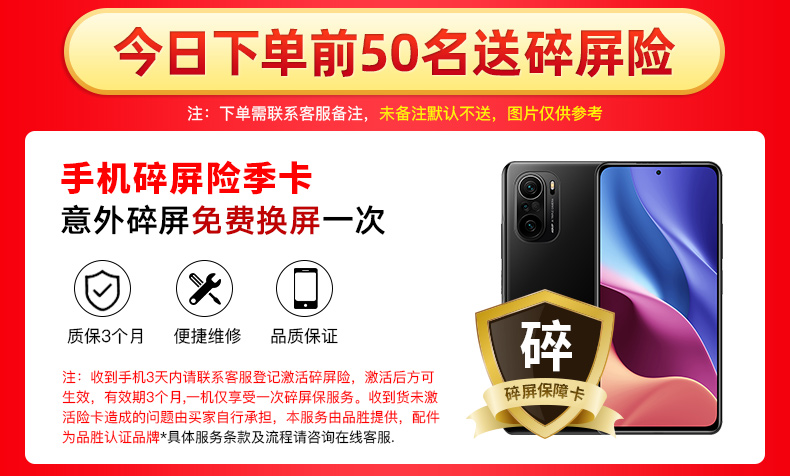 今日下单前50名送碎屏险
注：下单需联系客服备注，未备注默认不送，图片仅供参考
手机碎屏险季卡
意外碎屏免费换屏一次
质保3个月 便捷维修 品质保证
碎
碎屏保障卡
注：收到手机3天内请联系客服登记激活碎屏险，激活后方可
生效，有效期3个月,一机仅享受一次碎屏保服务。收到货未激
活险卡造成的问题由买家自行承担，本服务由品胜提供，配件
为品胜认证品牌*具体服务条款及流程请咨询在线客服.